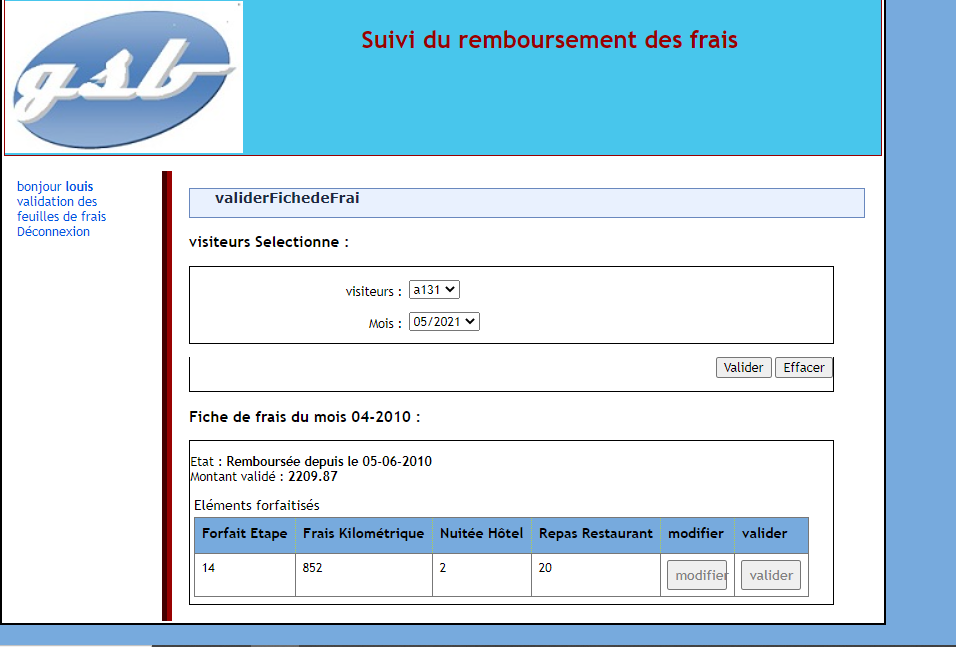 gsb
Suivi du remboursement des frais
bonjour louis
validation des
feuilles de frais
Déconnexion
validerFichedeFrai
visiteurs Selectionne :
visiteurs : a131
Mois : 05/2021
Valider Effacer
Fiche de frais du mois 04-2010 :
Etat : Remboursée depuis le 05-06-2010
Montant validé : 2209.87
Eléments forfaitisés
Forfait Etape Frais Kilométrique Nuitée Hôtel Repas Restaurant modifier valider
14 852 2 20 modifier valider